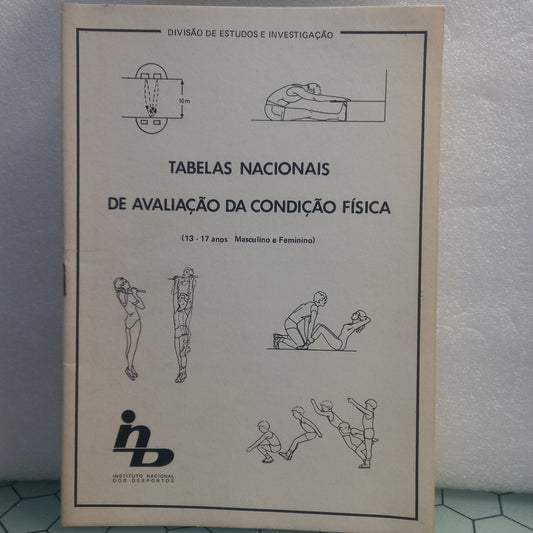 DIVISÃO DE ESTUDOS E INVESTIGAÇÃO
10m
TABELAS NACIONAIS
DE AVALIAÇÃO DA CONDIÇÃO FÍSICA
(13 - 17 anos Masculino e Feminino)
inD
INSTITUTO NACIONAL
DOS DESPORTOS